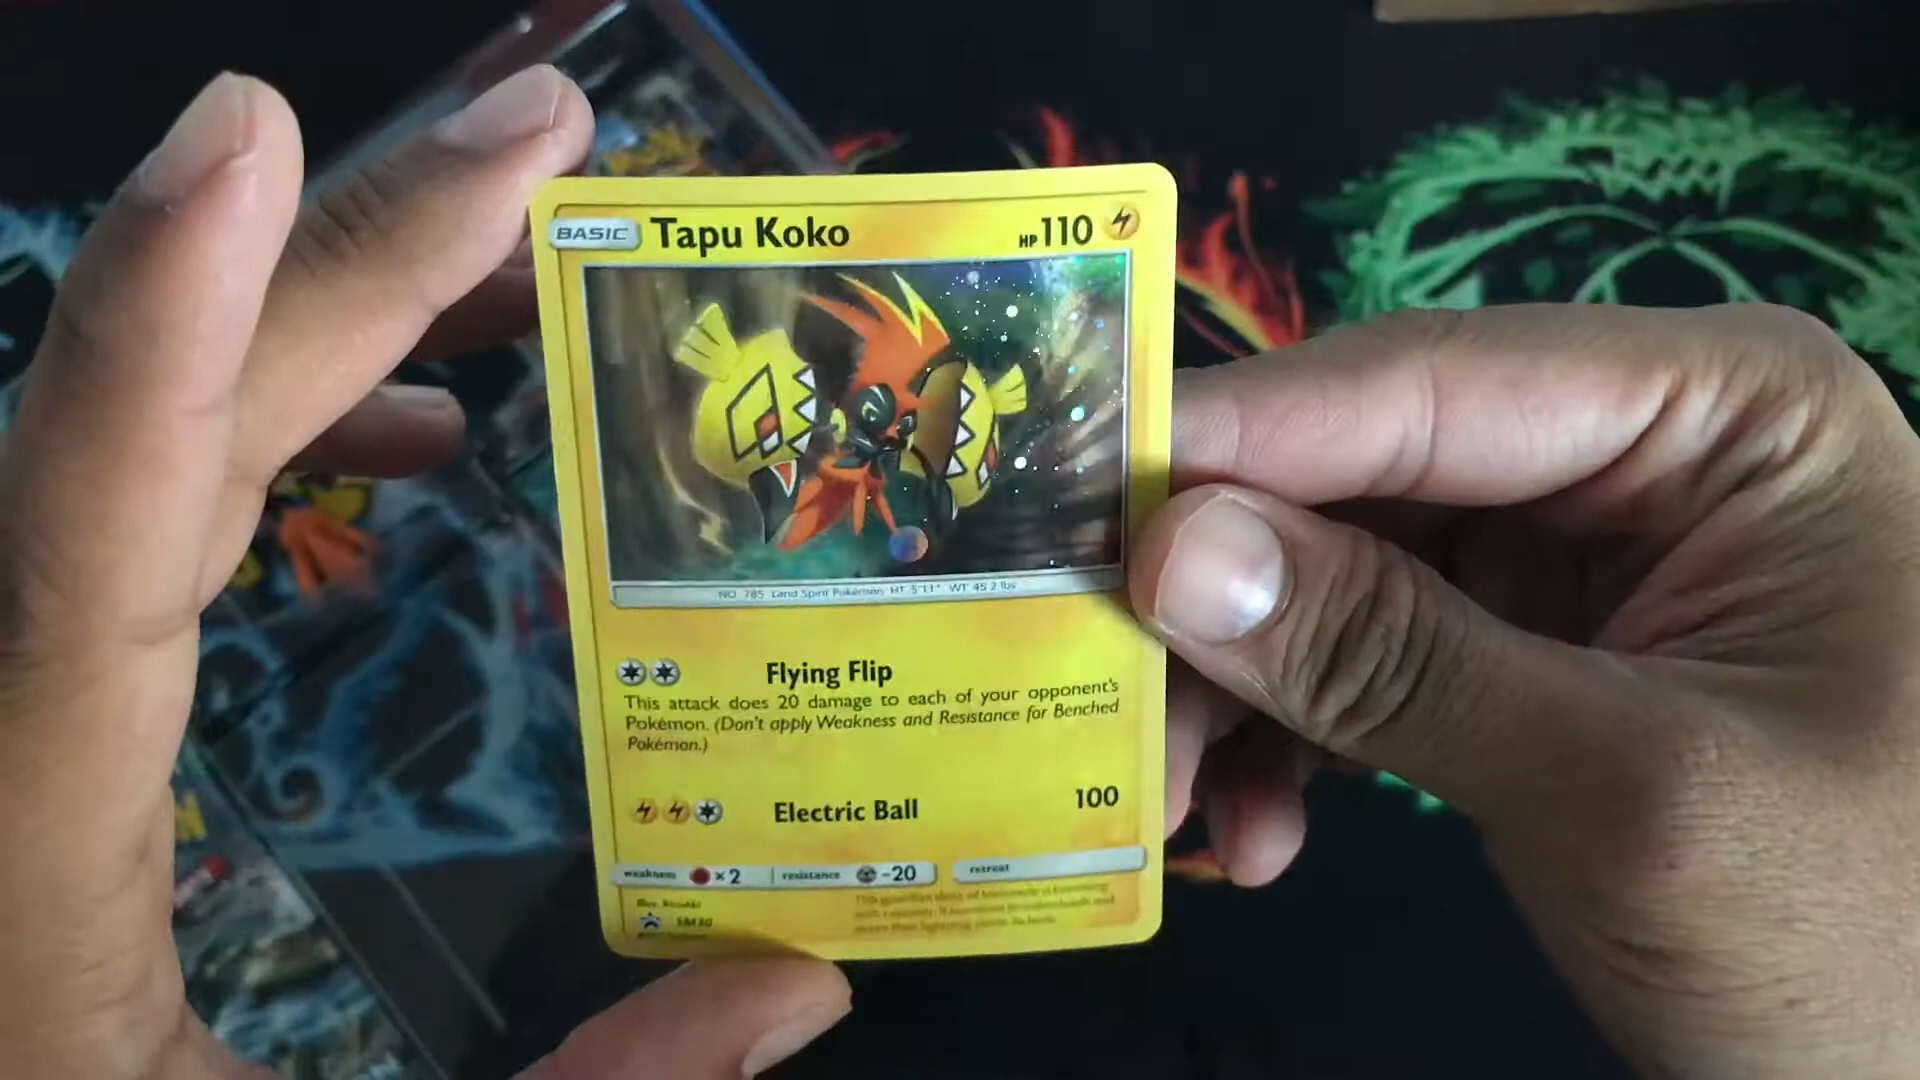 BASIC Tapu Koko HP 110
NO. 785 Land Spirit Pokémon HT 5'11" WT 45.2 lbs
Flying Flip
This attack does 20 damage to each of your opponent's
Pokémon. (Don't apply Weakness and Resistance for Benched
Pokémon.)
Electric Ball 100
weakness ×2 resistance -20 retreat
SM30